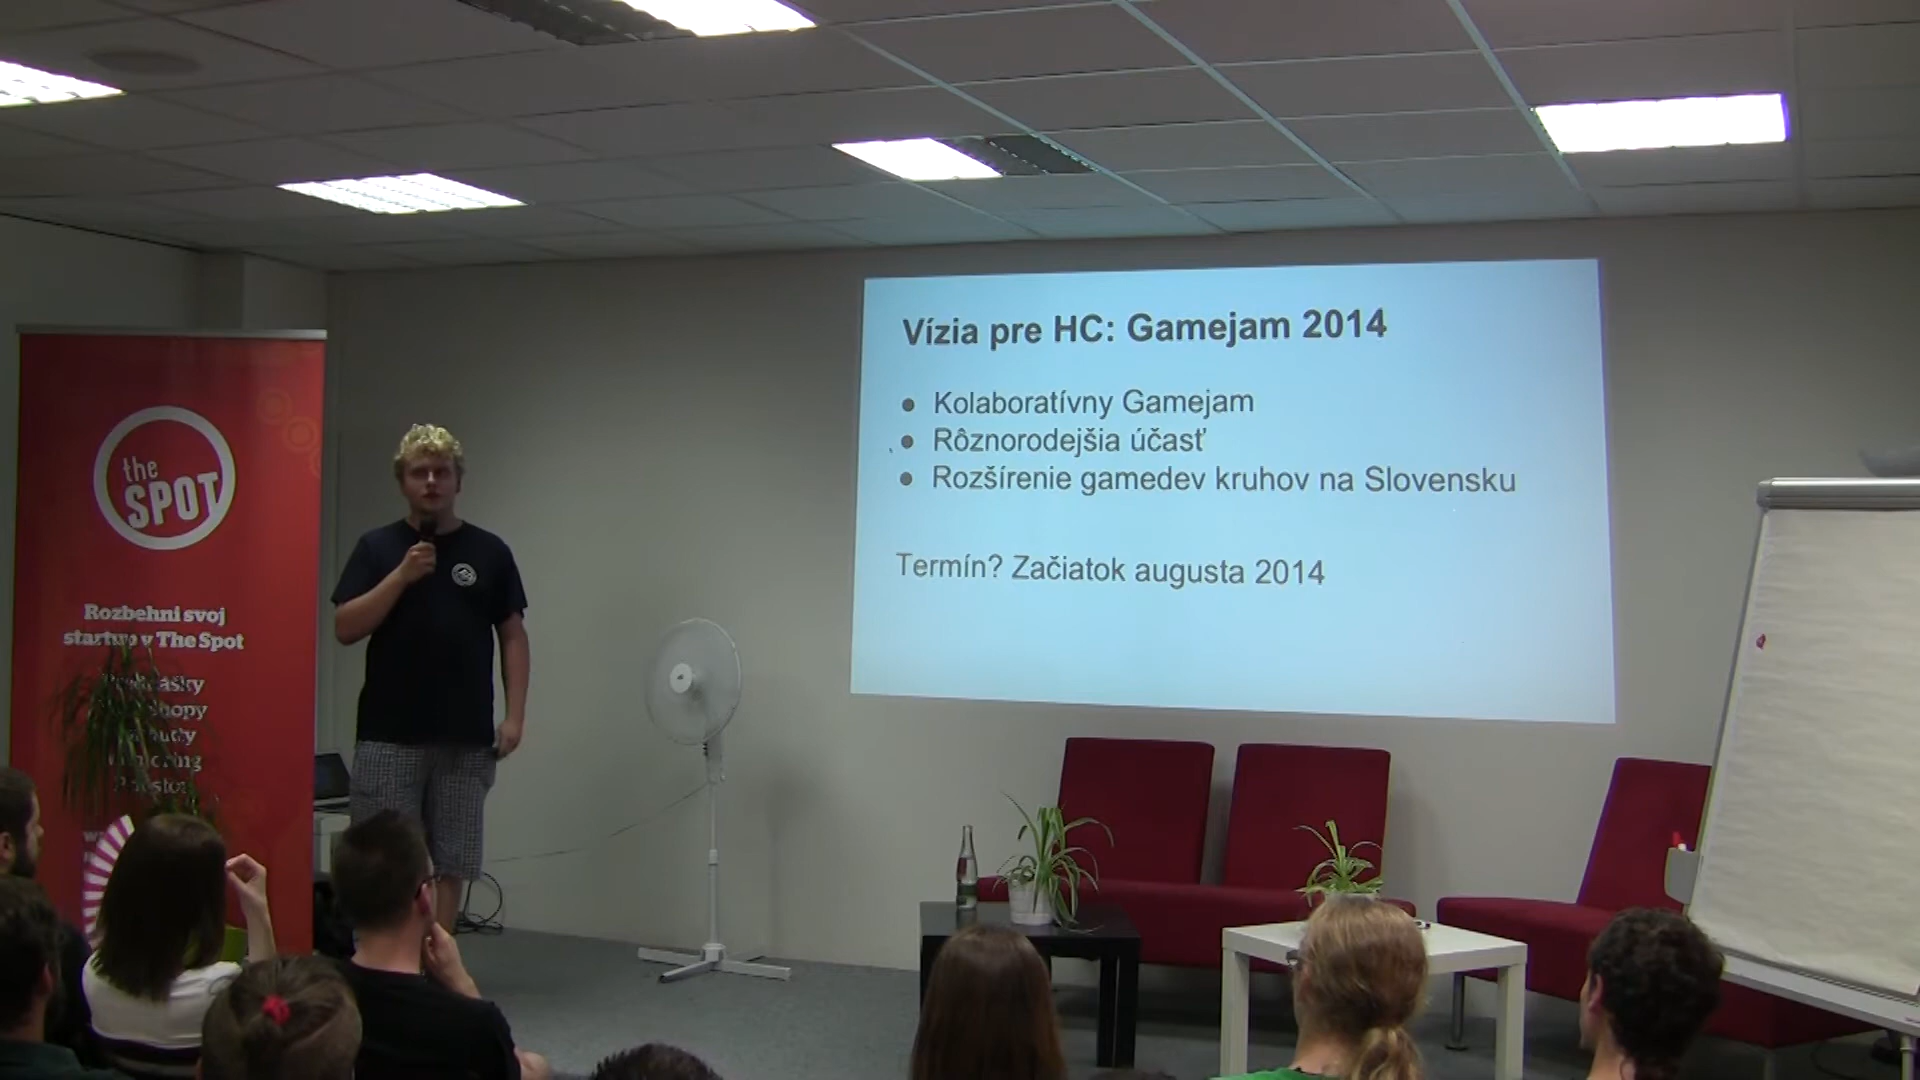 the
SPOT
Rozbehni svoj
startup v The Spot
Vízia pre HC: Gamejam 2014
● Kolaboratívny Gamejam
● Rôznorodejšia účasť
● Rozšírenie gamedev kruhov na Slovensku
Termín? Začiatok augusta 2014